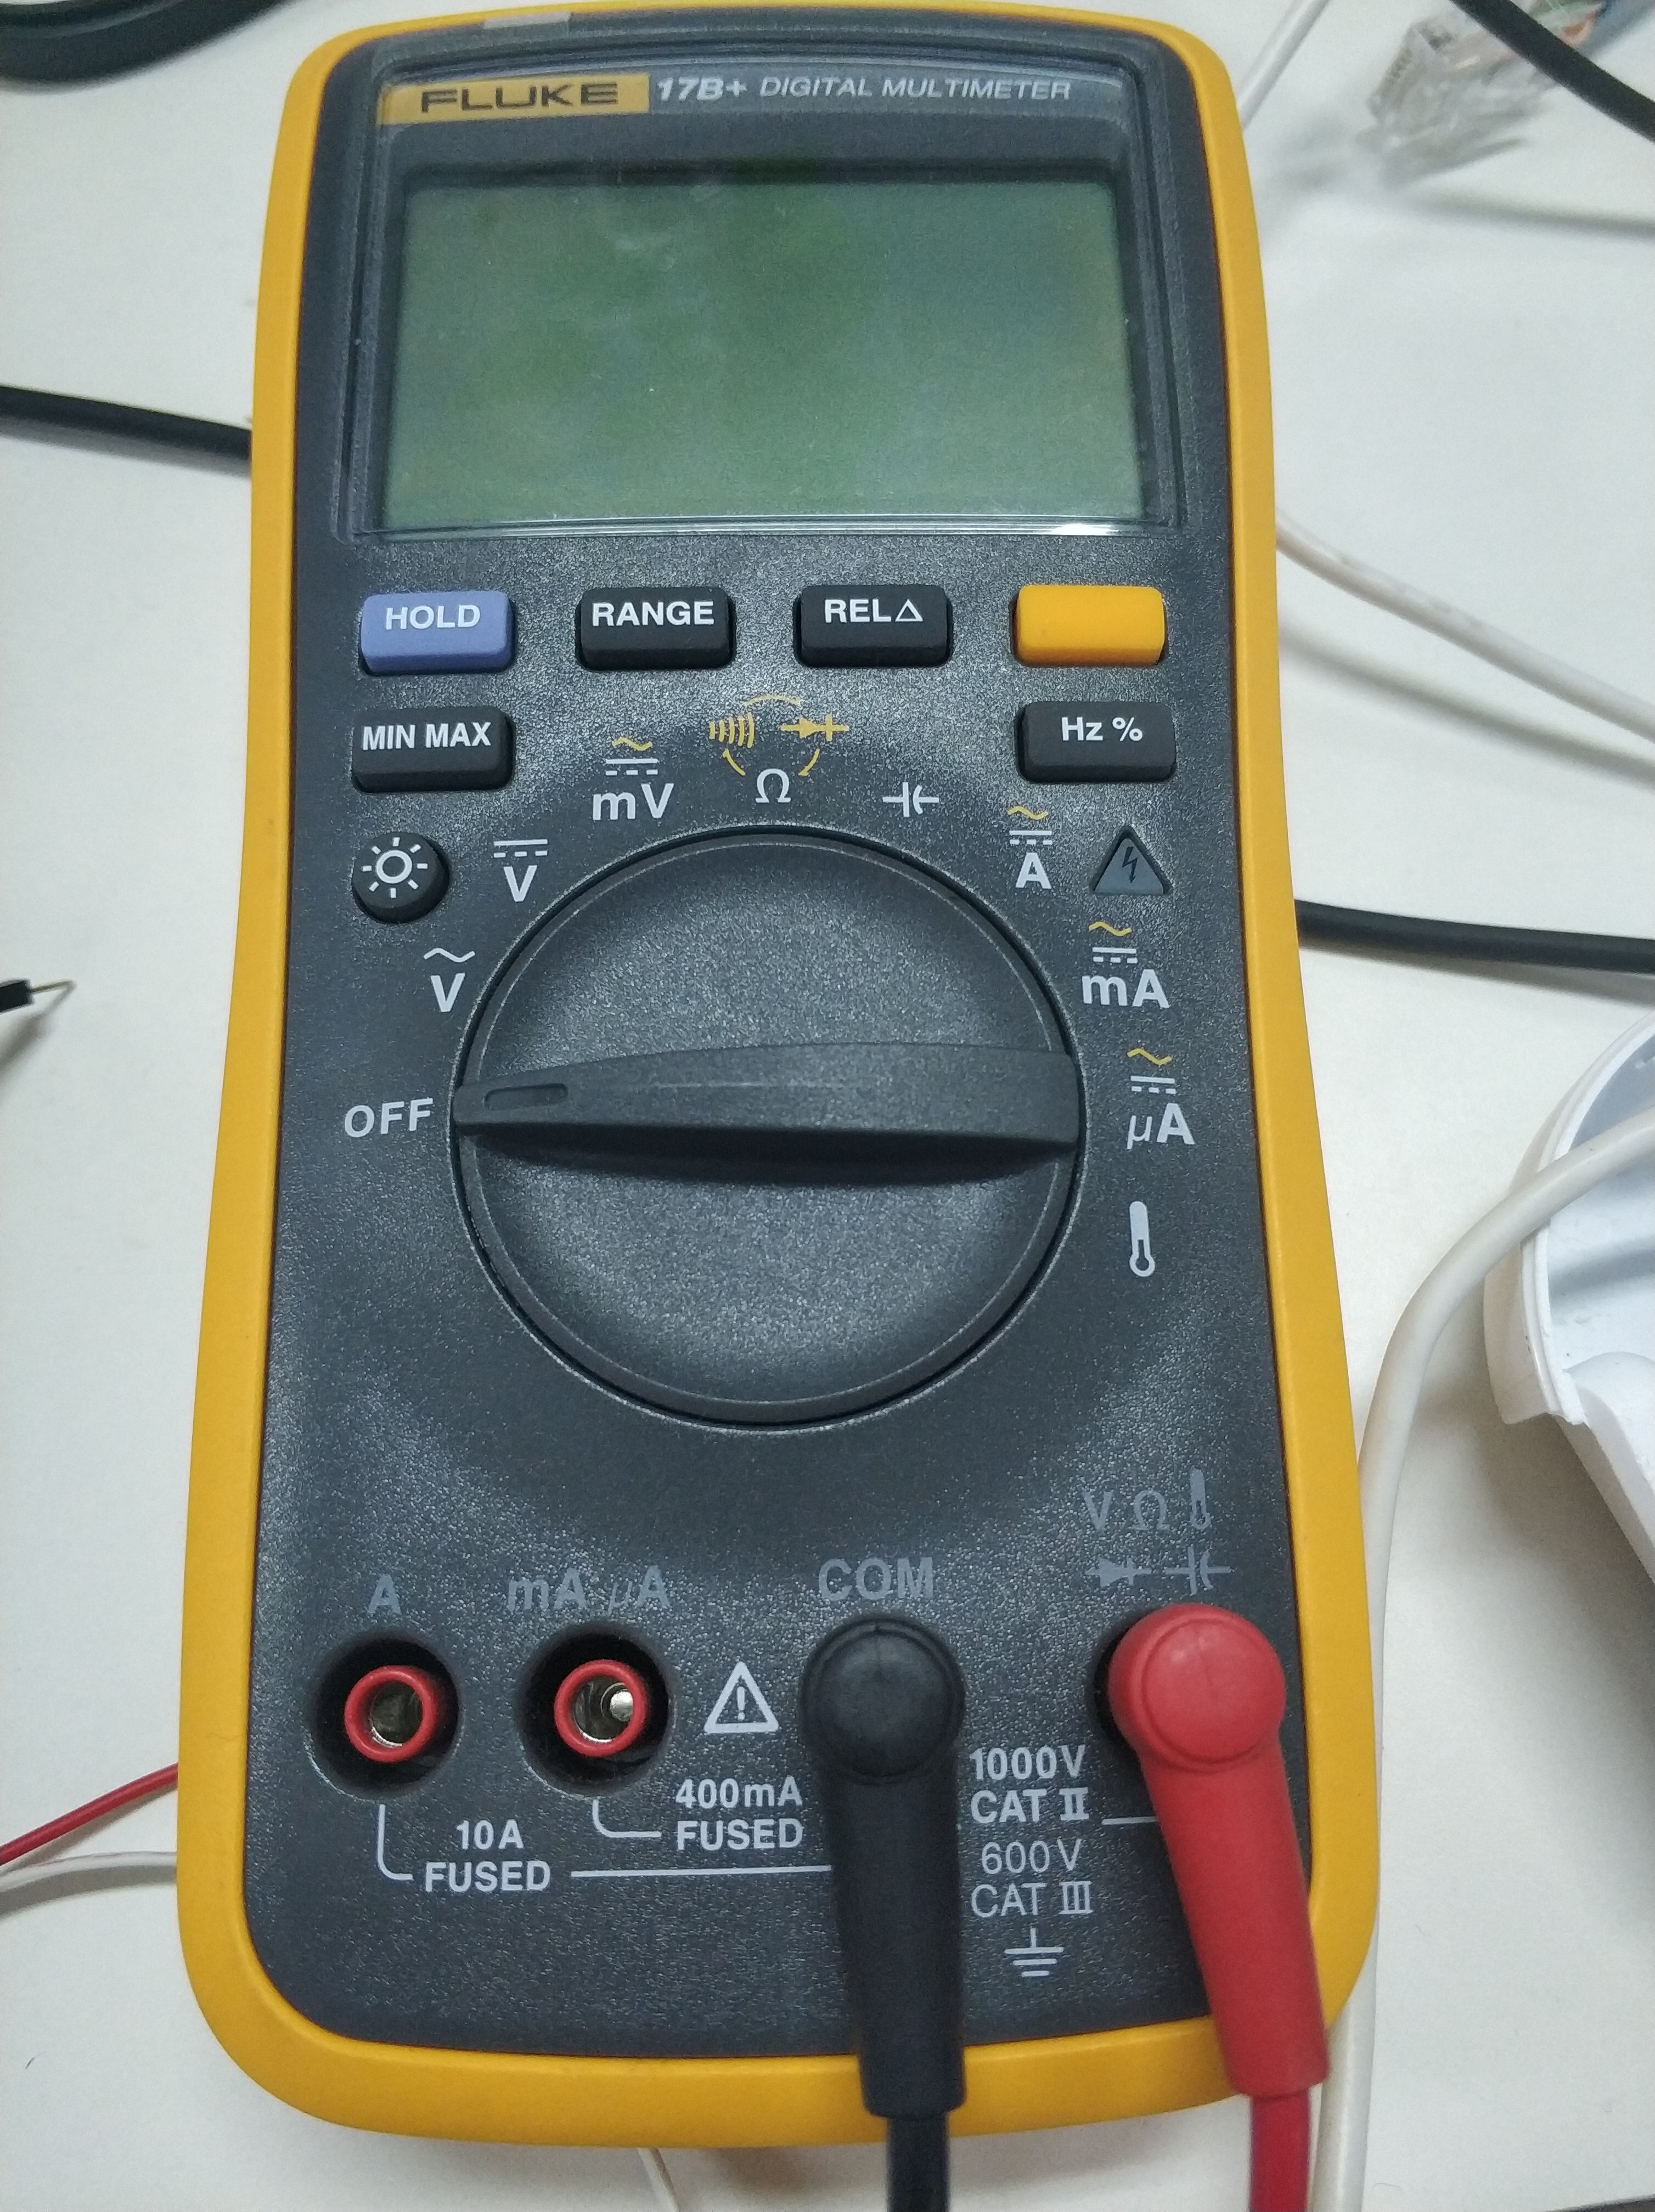 FLUKE 17B+ DIGITAL MULTIMETER
HOLD
RANGE
REL△
MIN MAX
Hz %
OFF
V
V
mV
Ω
A
mA
µA
A
mA µA
COM
V Ω
10A
FUSED
400mA
FUSED
1000V
CAT II
600V
CAT III